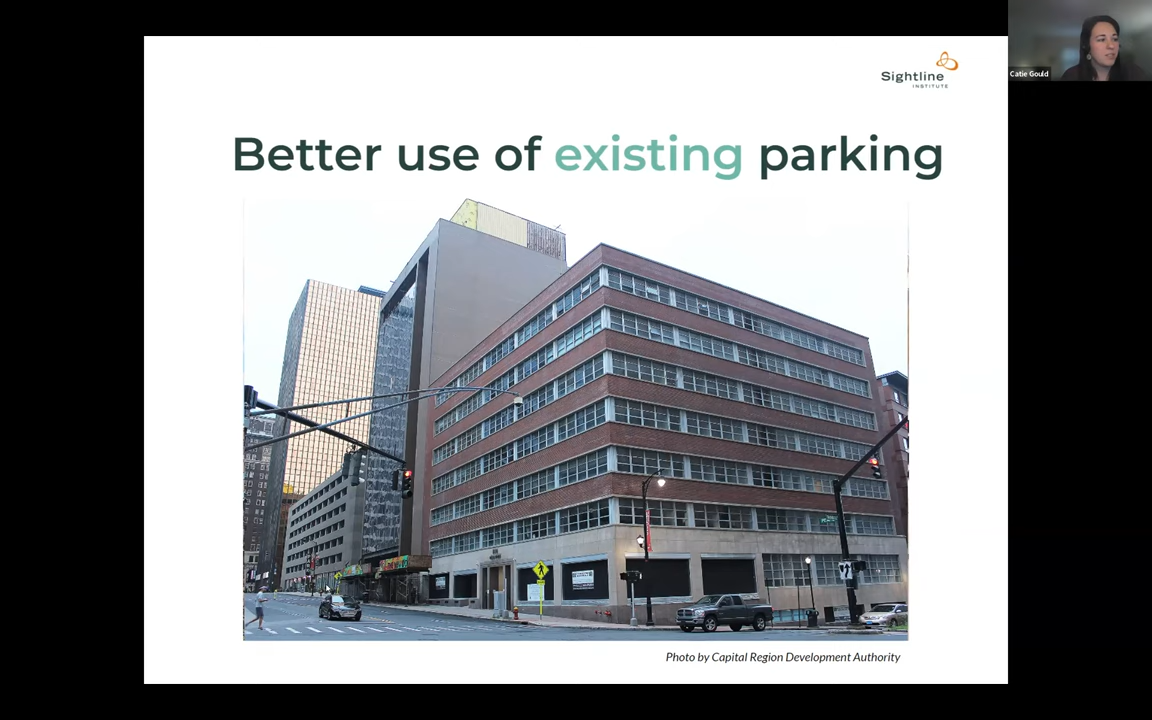 Catie Gould
Sightline
INSTITUTE
Better use of existing parking
Photo by Capital Region Development Authority